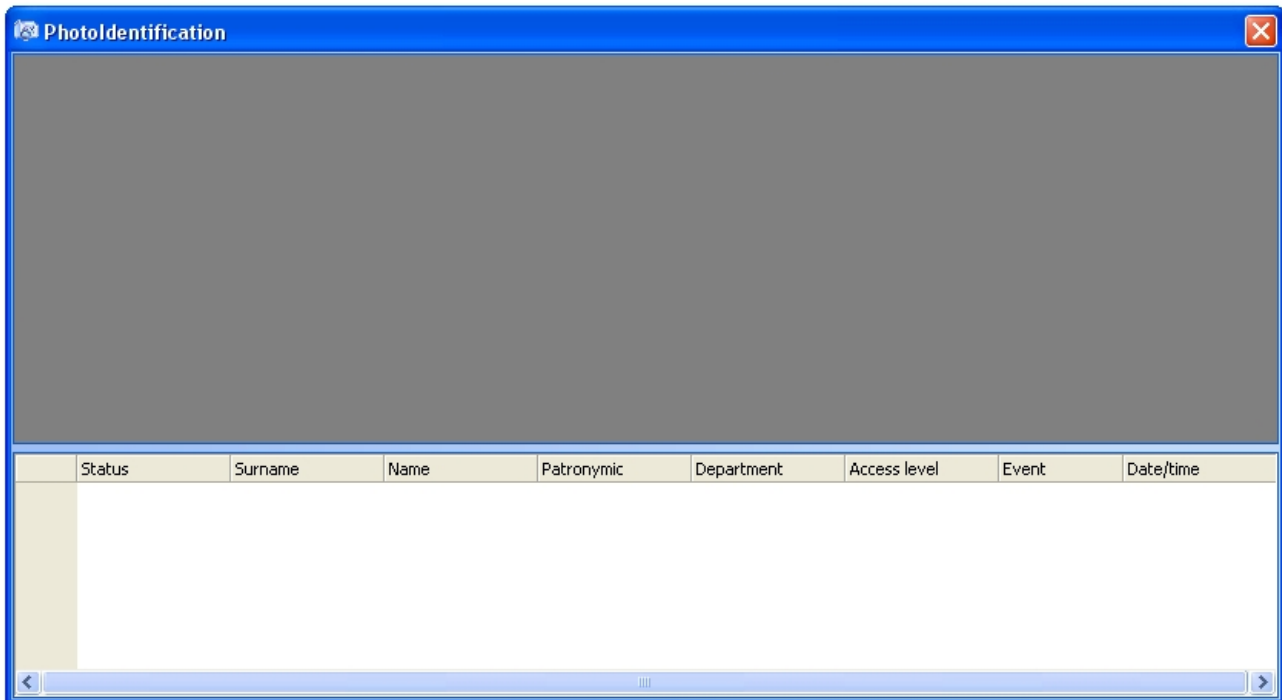 PhotoIdentification
Status Surname Name Patronymic Department Access level Event Date/time